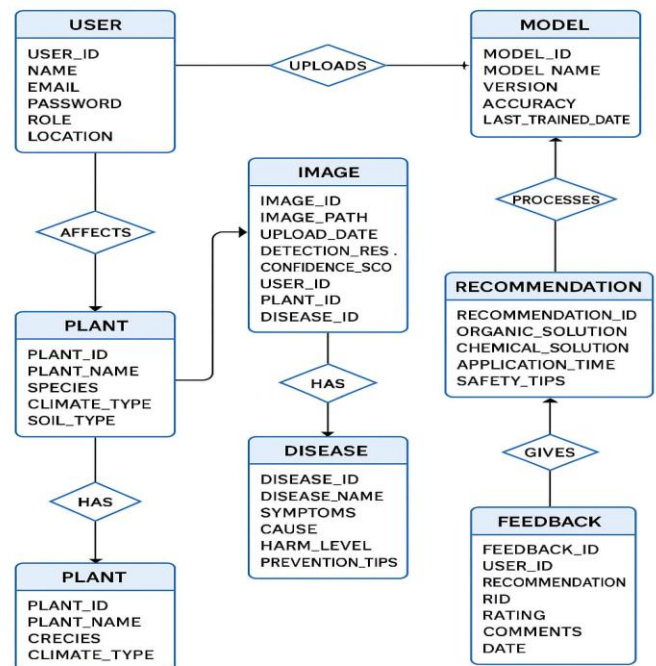 USER
USER_ID
NAME
EMAIL
PASSWORD
ROLE
LOCATION
UPLOADS
MODEL
MODEL_ID
MODEL NAME
VERSION
ACCURACY
LAST_TRAINED_DATE
AFFECTS
IMAGE
IMAGE_ID
IMAGE_PATH
UPLOAD_DATE
DETECTION_RES .
CONFIDENCE_SCO
USER_ID
PLANT_ID
DISEASE_ID
PROCESSES
RECOMMENDATION
RECOMMENDATION_ID
ORGANIC_SOLUTION
CHEMICAL_SOLUTION
APPLICATION_TIME
SAFETY_TIPS
PLANT
PLANT_ID
PLANT_NAME
SPECIES
CLIMATE_TYPE
SOIL_TYPE
HAS
DISEASE
DISEASE_ID
DISEASE_NAME
SYMPTOMS
CAUSE
HARM_LEVEL
PREVENTION_TIPS
GIVES
FEEDBACK
FEEDBACK_ID
USER_ID
RECOMMENDATION
RID
RATING
COMMENTS
DATE
HAS
PLANT
PLANT_ID
PLANT_NAME
CRECIES
CLIMATE_TYPE